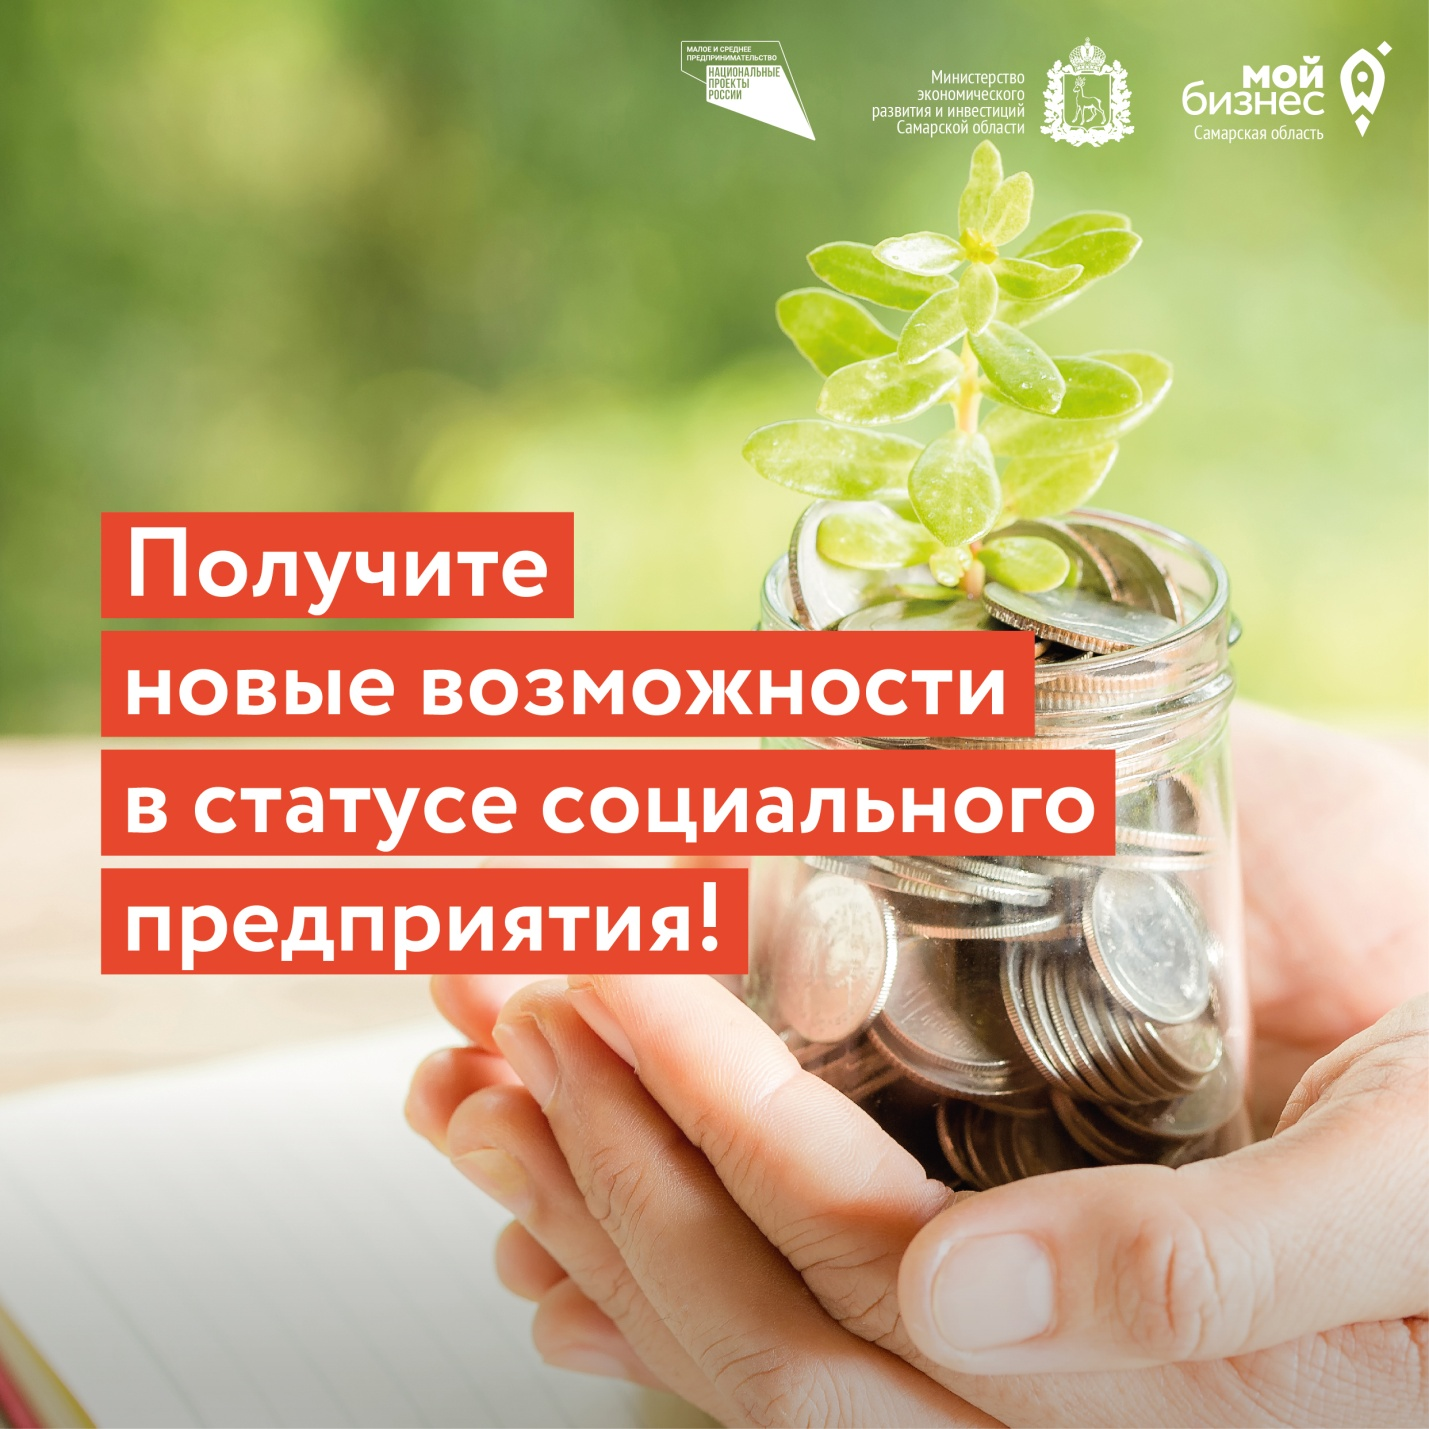 МАЛОЕ И СРЕДНЕЕ
ПРЕДПРИНИМАТЕЛЬСТВО
НАЦИОНАЛЬНЫЕ
ПРОЕКТЫ
РОССИИ
Министерство
экономического
развития и инвестиций
Самарской области
мой
бизнес
Самарская область
Получите
новые возможности
в статусе социального
предприятия!